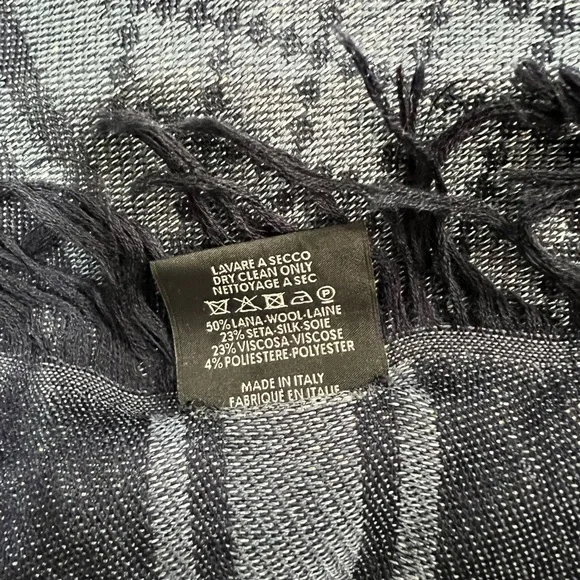 LAVARE A SECCO
DRY CLEAN ONLY
NETTOYAGE A SEC
P
50% LANA-WOOL-LAINE
23% SETA-SILK-SOIE
23% VISCOSA-VISCOSE
4% POLIESTERE-POLYESTER
MADE IN ITALY
FABRIQUÉ EN ITALIE